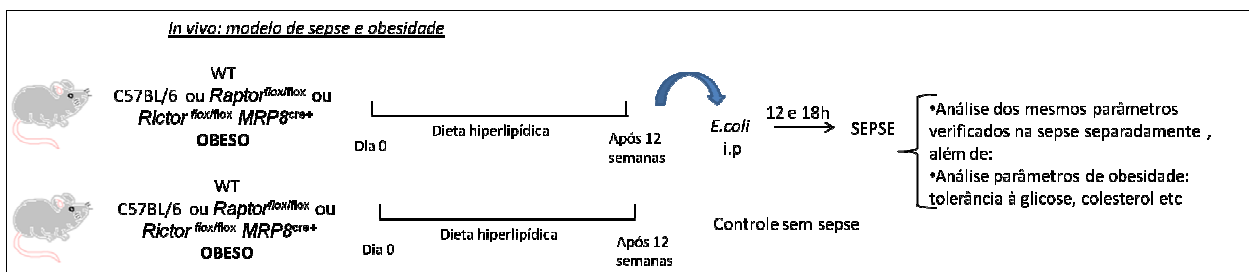 In vivo: modelo de sepse e obesidade
WT
C57BL/6 ou Raptorflox/flox ou
Rictor flox/flox MRP8cre+
OBESO
Dia 0
Dieta hiperlipídica
Após 12
semanas
E.coli
i.p
12 e 18h
SEPSE
•Análise dos mesmos parâmetros
verificados na sepse separadamente ,
além de:
•Análise parâmetros de obesidade:
tolerância à glicose, colesterol etc
WT
C57BL/6 ou Raptorflox/flox ou
Rictor flox/flox MRP8cre+
OBESO
Dia 0
Dieta hiperlipídica
Após 12
semanas
Controle sem sepse